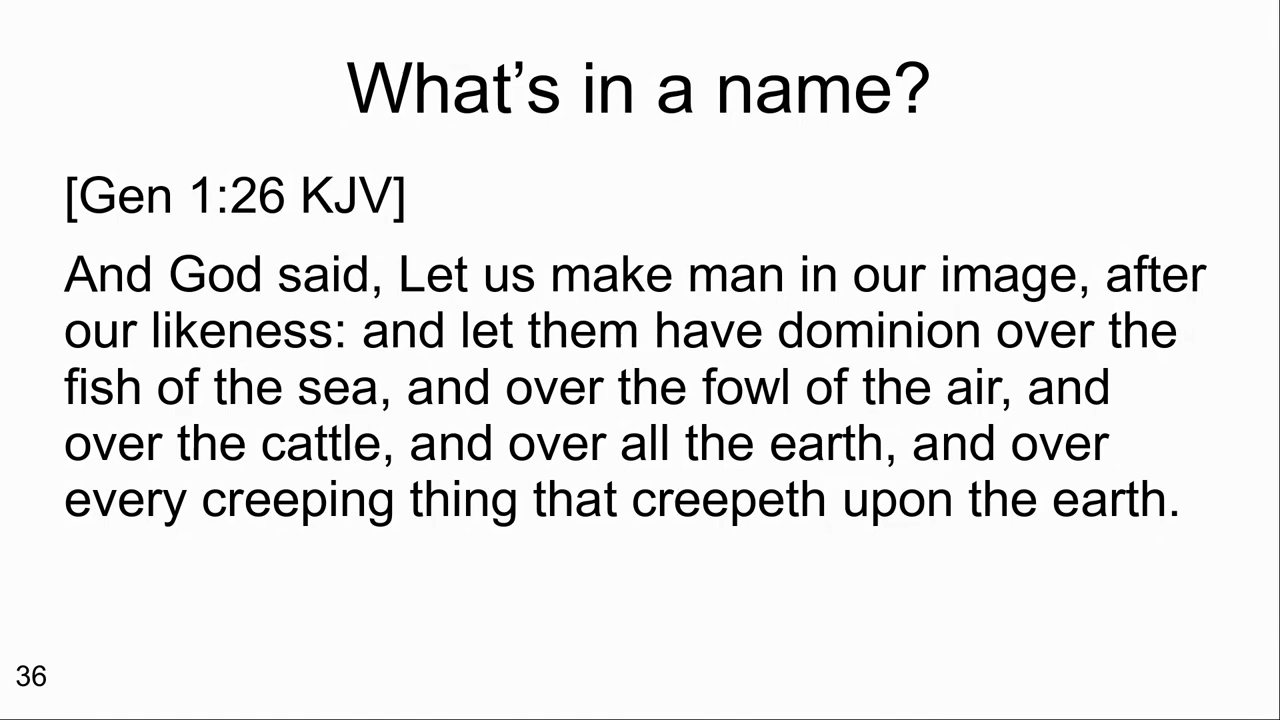 What’s in a name?
[Gen 1:26 KJV]
And God said, Let us make man in our image, after
our likeness: and let them have dominion over the
fish of the sea, and over the fowl of the air, and
over the cattle, and over all the earth, and over
every creeping thing that creepeth upon the earth.
36